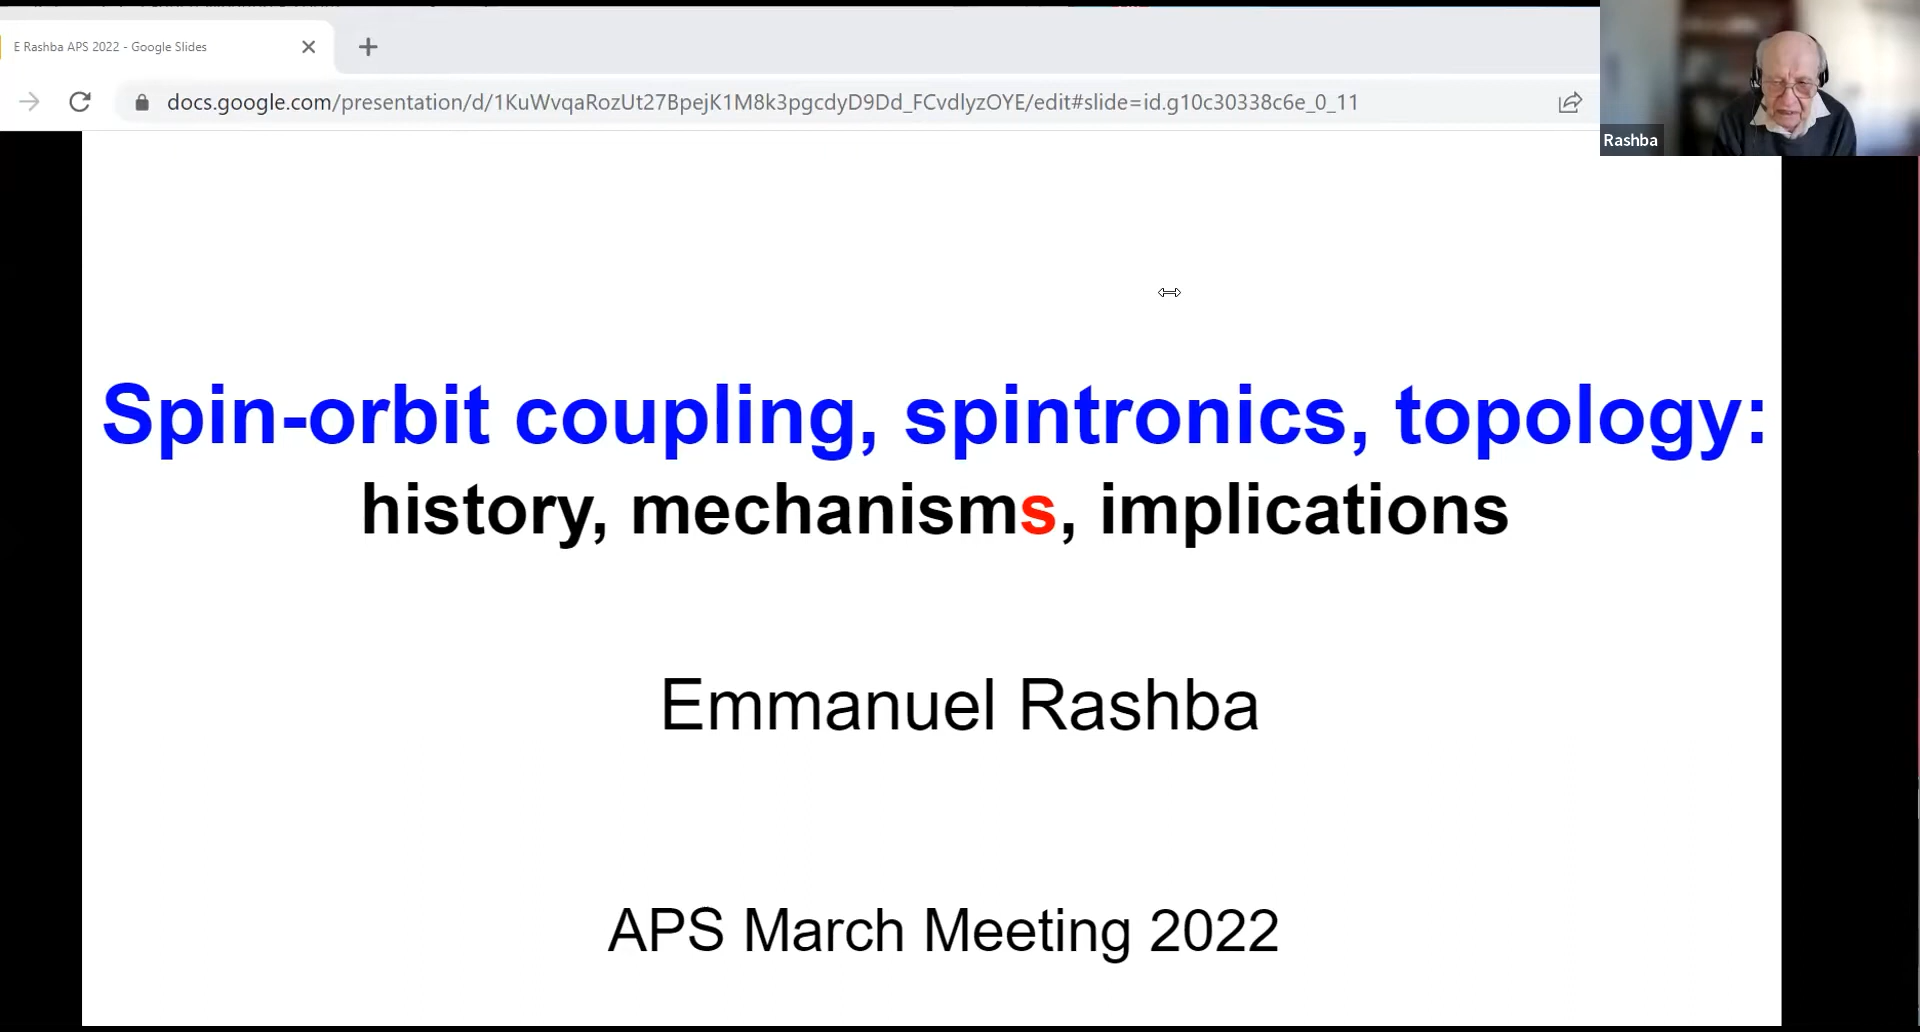 E Rashba APS 2022 - Google Slides
docs.google.com/presentation/d/1KuWvqaRozUt27BpejK1M8k3pgcdyD9Dd_FCvdlyzOYE/edit#slide=id.g10c30338c6e_0_11
Rashba
Spin-orbit coupling, spintronics, topology:
history, mechanisms, implications
Emmanuel Rashba
APS March Meeting 2022